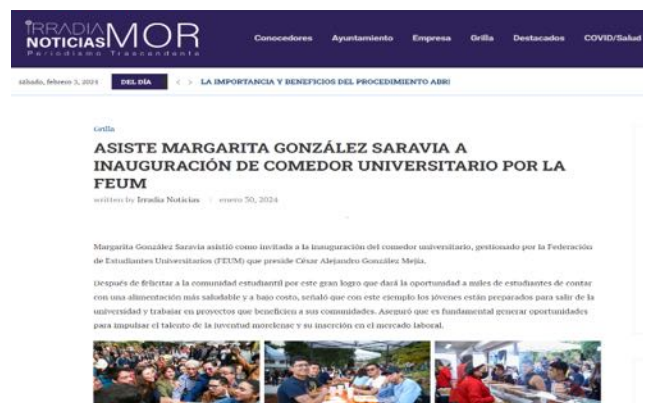 IRRADIA
NOTICIAS MOR
Periodismo Trascendente
Conocedores Ayuntamiento Empresa Grilla Destacados COVID/Salud
sábado, febrero 3, 2024 DEL DÍA < > LA IMPORTANCIA Y BENEFICIOS DEL PROCEDIMIENTO ABRI
Grilla
ASISTE MARGARITA GONZÁLEZ SARAVIA A
INAUGURACIÓN DE COMEDOR UNIVERSITARIO POR LA
FEUM
written by Irradia Noticias | enero 30, 2024
Margarita González Saravia asistió como invitada a la inauguración del comedor universitario, gestionado por la Federación
de Estudiantes Universitarios (FEUM) que preside César Alejandro González Mejía.
Después de felicitar a la comunidad estudiantil por este gran logro que dará la oportunidad a miles de estudiantes de contar
con una alimentación más saludable y a bajo costo, señaló que con este ejemplo los jóvenes están preparados para salir de la
universidad y trabajar en proyectos que beneficien a sus comunidades. Aseguró que es fundamental generar oportunidades
para impulsar el talento de la juventud morelense y su inserción en el mercado laboral.